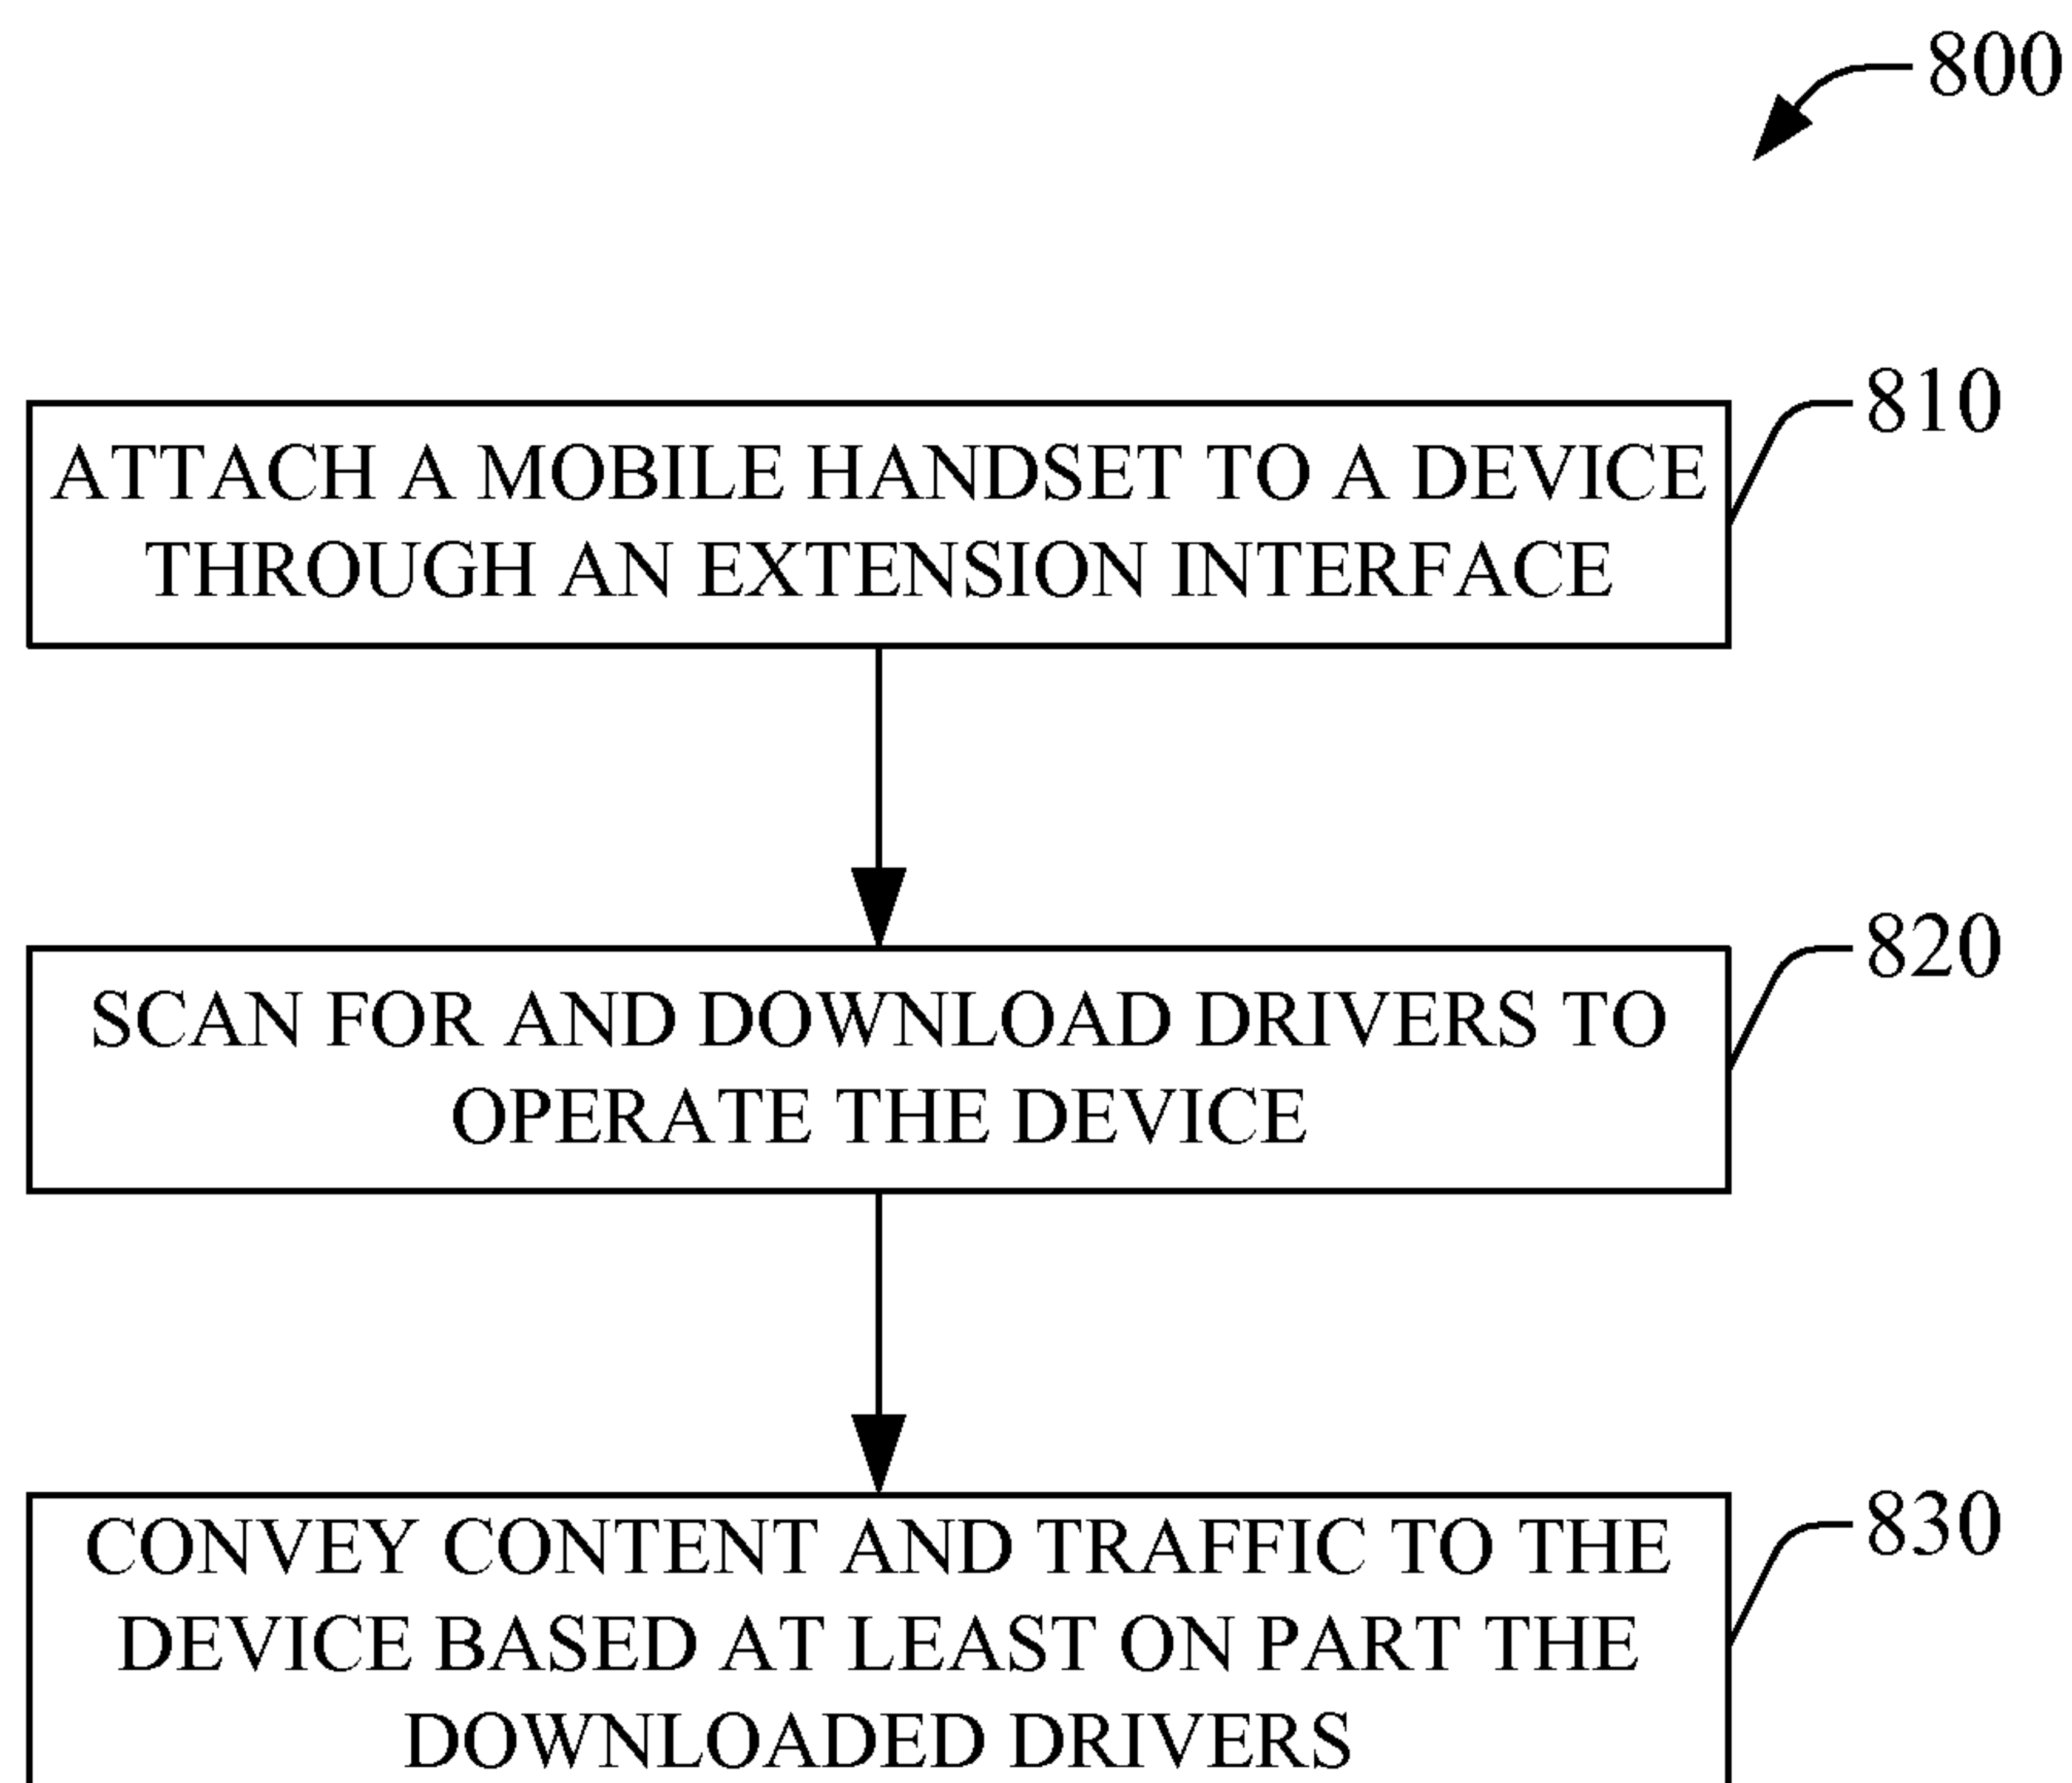 800
810
ATTACH A MOBILE HANDSET TO A DEVICE
THROUGH AN EXTENSION INTERFACE
820
SCAN FOR AND DOWNLOAD DRIVERS TO
OPERATE THE DEVICE
830
CONVEY CONTENT AND TRAFFIC TO THE
DEVICE BASED AT LEAST ON PART THE
DOWNLOADED DRIVERS